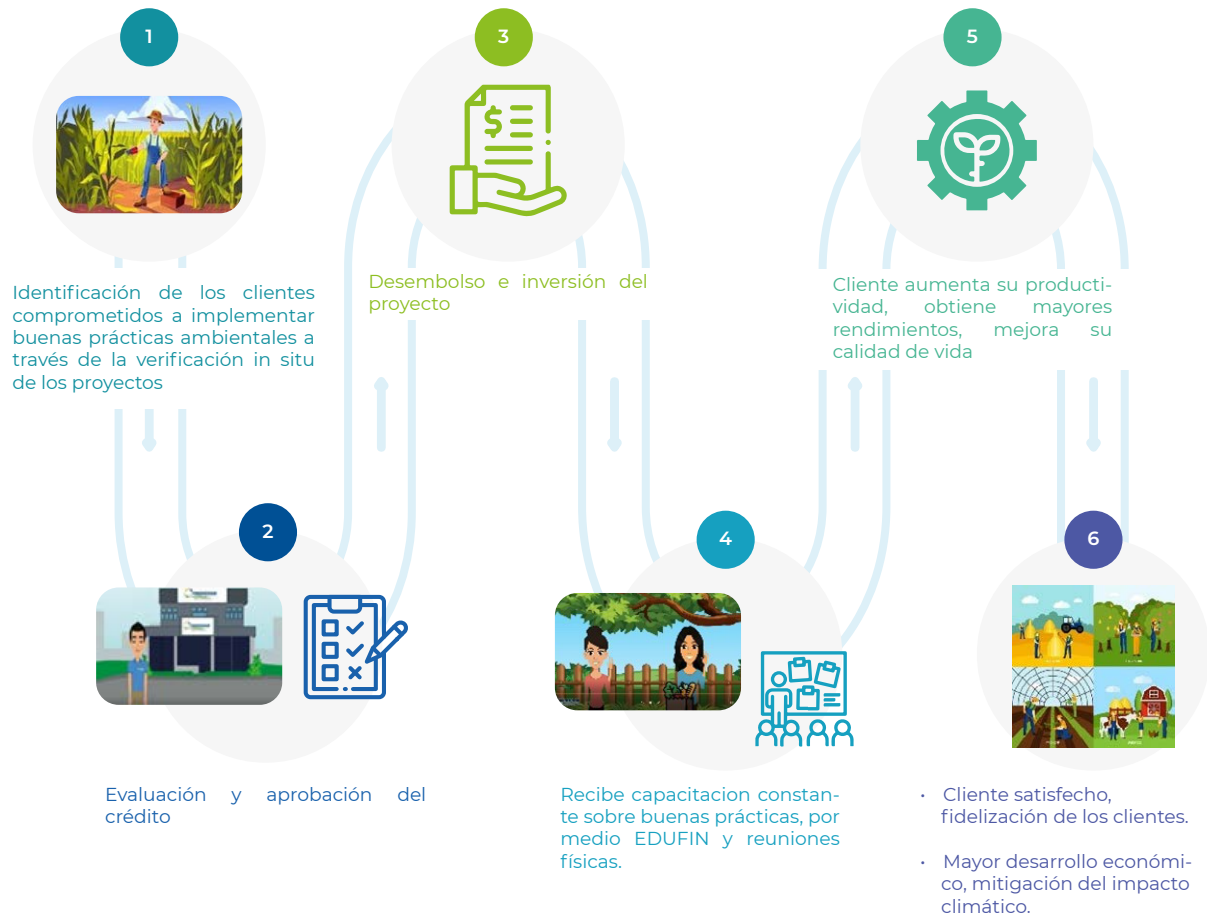 1
Identificación de los clientes
comprometidos a implementar
buenas prácticas ambientales a
través de la verificación in situ
de los proyectos
2
Evaluación y aprobación del
crédito
3
Desembolso e inversión del
proyecto
4
Recibe capacitacion constan-
te sobre buenas prácticas, por
medio EDUFIN y reuniones
físicas.
5
Cliente aumenta su producti-
vidad, obtiene mayores
rendimientos, mejora su
calidad de vida
6
• Cliente satisfecho,
fidelización de los clientes.
• Mayor desarrollo económi-
co, mitigación del impacto
climático.